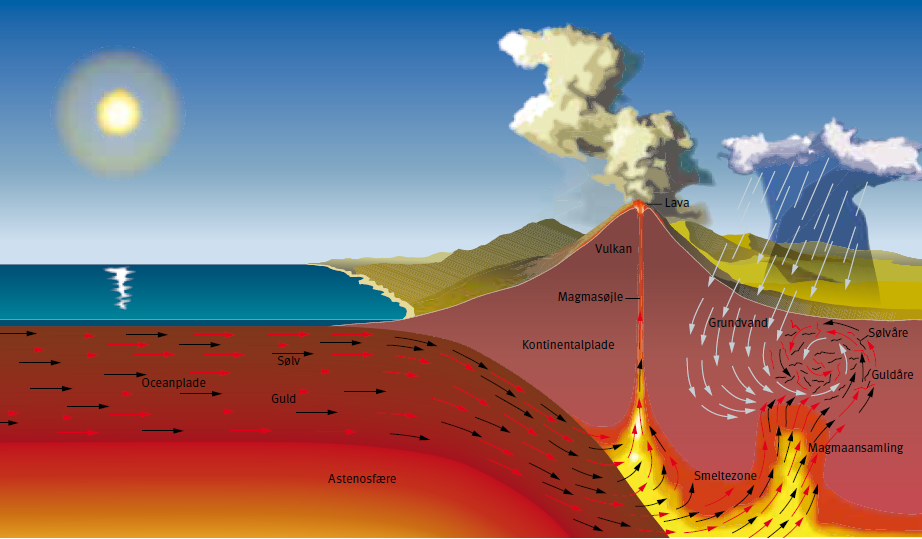 Lava
Vulkan
Magmasøjle
Grundvand
Sølvåre
Kontinentalplade
Sølv
Guldåre
Oceanplade
Guld
Magmaansamling
Smeltezone
Astenosfære